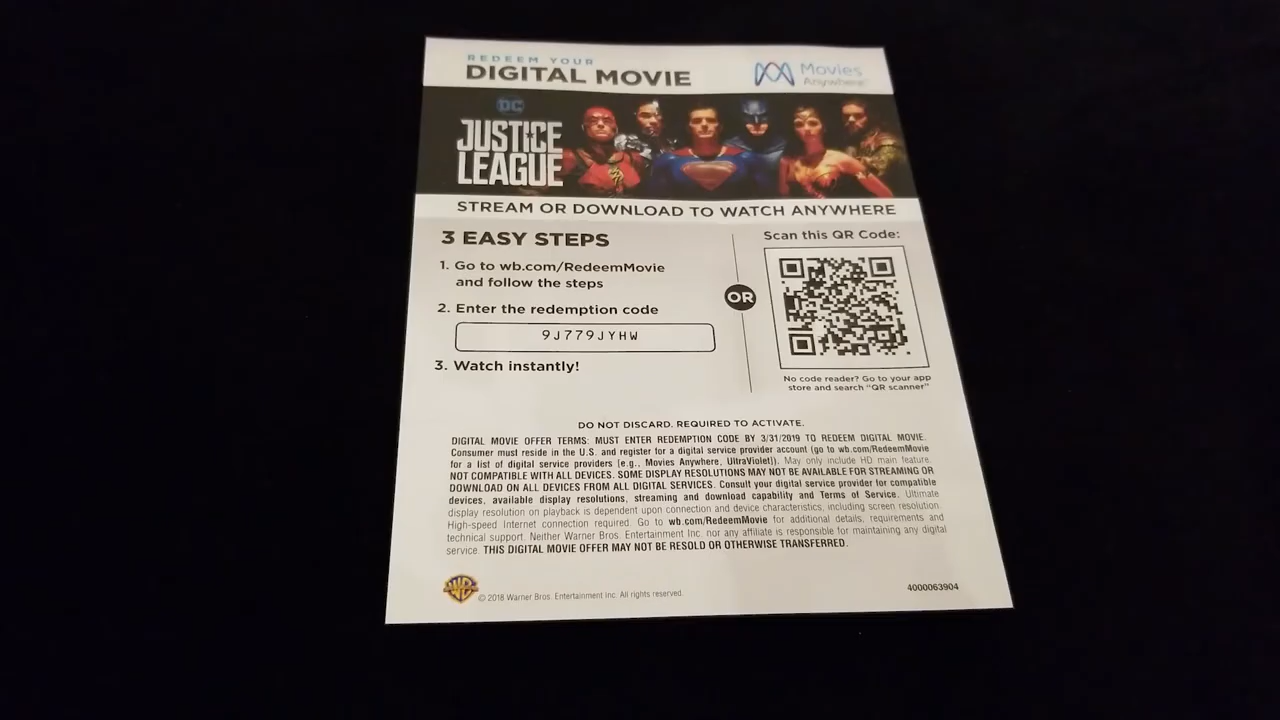 REDEEM YOUR
DIGITAL MOVIE
Movies
Anywhere
DC
JUSTICE
LEAGUE
STREAM OR DOWNLOAD TO WATCH ANYWHERE
3 EASY STEPS
1. Go to wb.com/RedeemMovie
and follow the steps
2. Enter the redemption code
9J779JYHW
3. Watch instantly!
OR
Scan this QR Code:
No code reader? Go to your app
store and search "QR scanner"
DO NOT DISCARD. REQUIRED TO ACTIVATE.
DIGITAL MOVIE OFFER TERMS: MUST ENTER REDEMPTION CODE BY 3/31/2019 TO REDEEM DIGITAL MOVIE.
Consumer must reside in the U.S. and register for a digital service provider account (go to wb.com/RedeemMovie
for a list of digital service providers [e.g., Movies Anywhere, UltraViolet]). May only include HD main feature.
NOT COMPATIBLE WITH ALL DEVICES. SOME DISPLAY RESOLUTIONS MAY NOT BE AVAILABLE FOR STREAMING OR
DOWNLOAD ON ALL DEVICES FROM ALL DIGITAL SERVICES. Consult your digital service provider for compatible
devices, available display resolutions, streaming and download capability and Terms of Service. Ultimate
display resolution on playback is dependent upon connection and device characteristics, including screen resolution.
High-speed Internet connection required. Go to wb.com/RedeemMovie for additional details, requirements and
technical support. Neither Warner Bros. Entertainment Inc. nor any affiliate is responsible for maintaining any digital
service. THIS DIGITAL MOVIE OFFER MAY NOT BE RESOLD OR OTHERWISE TRANSFERRED.
WB
© 2018 Warner Bros. Entertainment Inc. All rights reserved.
4000063904